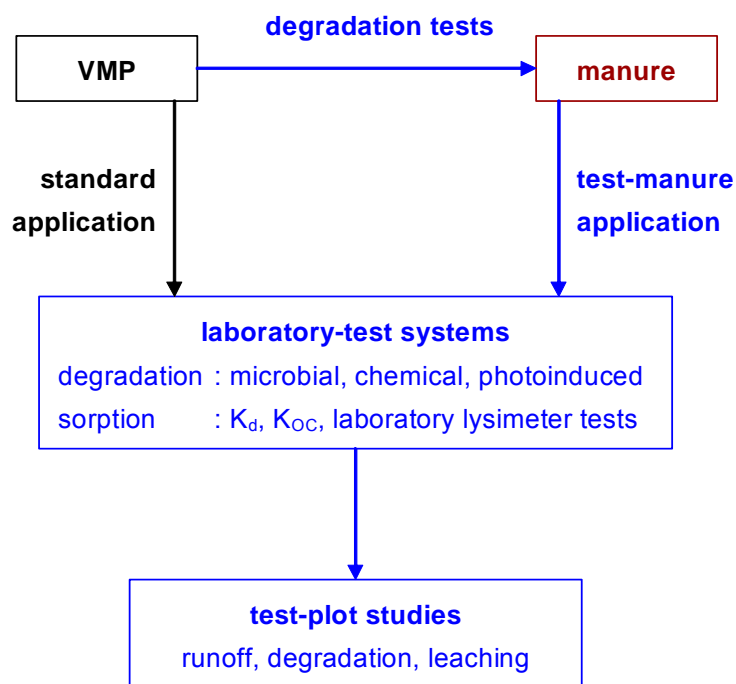 degradation tests
VMP
manure
standard
application
test-manure
application
laboratory-test systems
degradation : microbial, chemical, photoinduced
sorption : Kd, KOC, laboratory lysimeter tests
test-plot studies
runoff, degradation, leaching